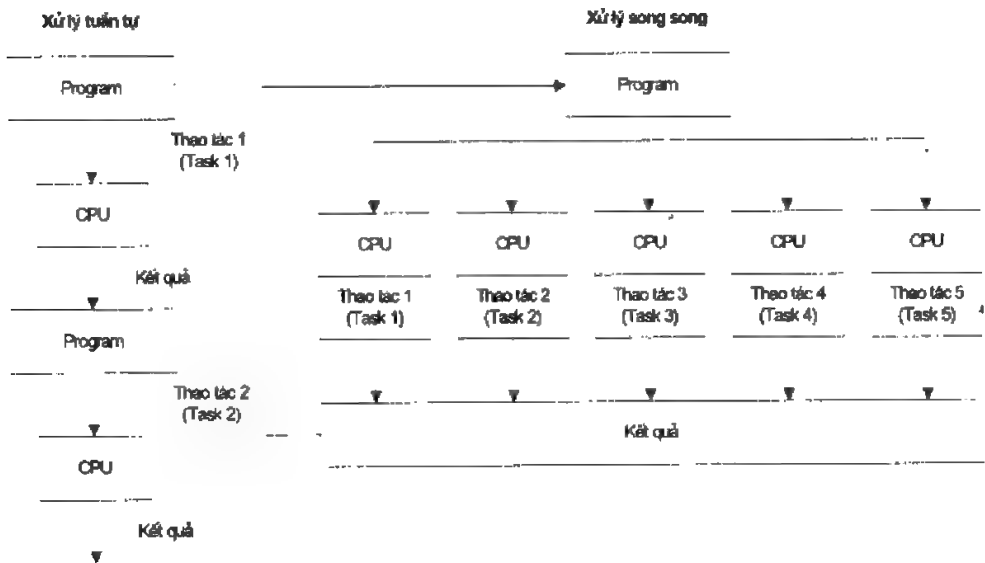 Xử lý tuần tự
Xử lý song song
Program
Program
Thao tác 1
(Task 1)
CPU
CPU
CPU
CPU
CPU
CPU
Kết quả
Thao tác 1
(Task 1)
Thao tác 2
(Task 2)
Thao tác 3
(Task 3)
Thao tác 4
(Task 4)
Thao tác 5
(Task 5)
Program
Thao tác 2
(Task 2)
Kết quả
CPU
Kết quả